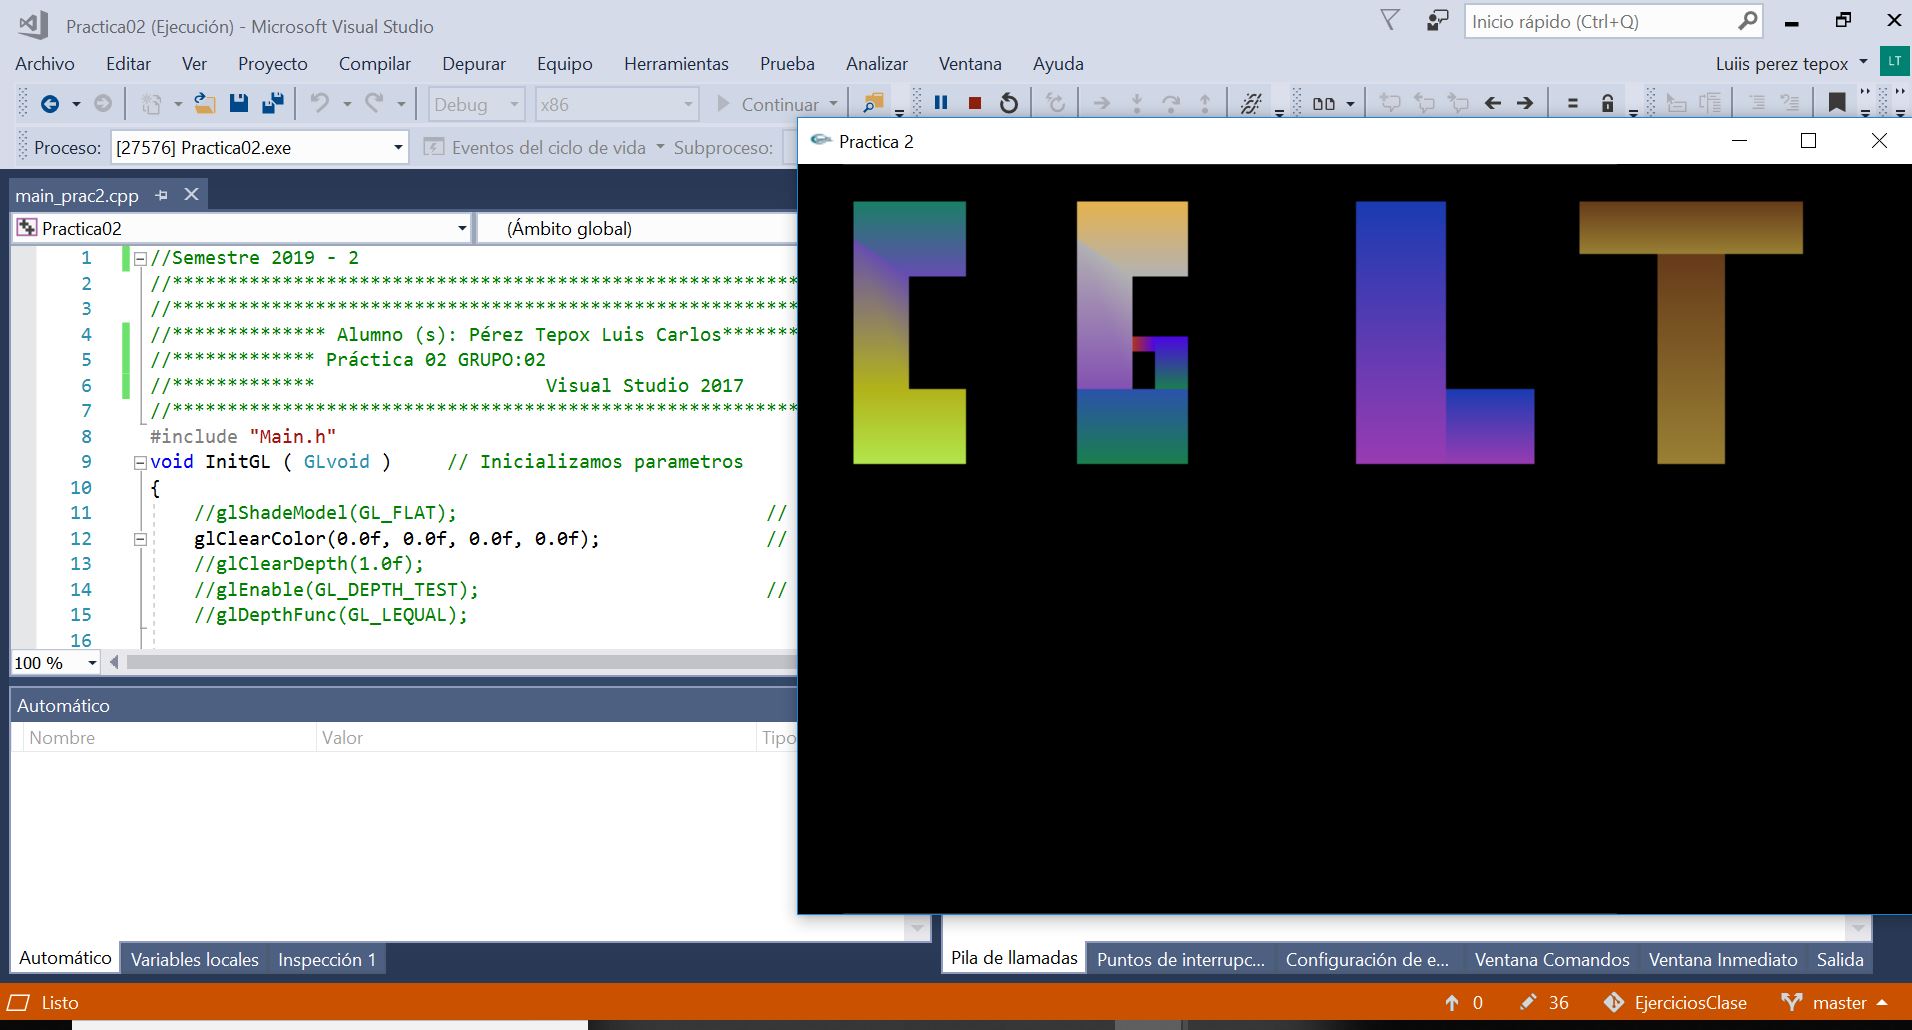 Practica02 (Ejecución) - Microsoft Visual Studio
Inicio rápido (Ctrl+Q)
Archivo Editar Ver Proyecto Compilar Depurar Equipo Herramientas Prueba Analizar Ventana Ayuda
Luiis perez tepox LT
Debug x86 Continuar
Proceso: [27576] Practica02.exe Eventos del ciclo de vida Subproceso:
main_prac2.cpp
Practica02 (Ámbito global)
1 //Semestre 2019 - 2
2 //*********************************************************
3 //*********************************************************
4 //************** Alumno (s): Pérez Tepox Luis Carlos*******
5 //************* Práctica 02 GRUPO:02
6 //************* Visual Studio 2017
7 //*********************************************************
8 #include "Main.h"
9 void InitGL ( GLvoid ) // Inicializamos parametros
10 {
11 //glShadeModel(GL_FLAT); //
12 glClearColor(0.0f, 0.0f, 0.0f, 0.0f); //
13 //glClearDepth(1.0f);
14 //glEnable(GL_DEPTH_TEST); //
15 //glDepthFunc(GL_LEQUAL);
16
100 %
Practica 2
C G L T
Automático
Nombre Valor Tipo
Automático Variables locales Inspección 1
Pila de llamadas Puntos de interrupc... Configuración de e... Ventana Comandos Ventana Inmediato Salida
Listo
0 36 EjerciciosClase master